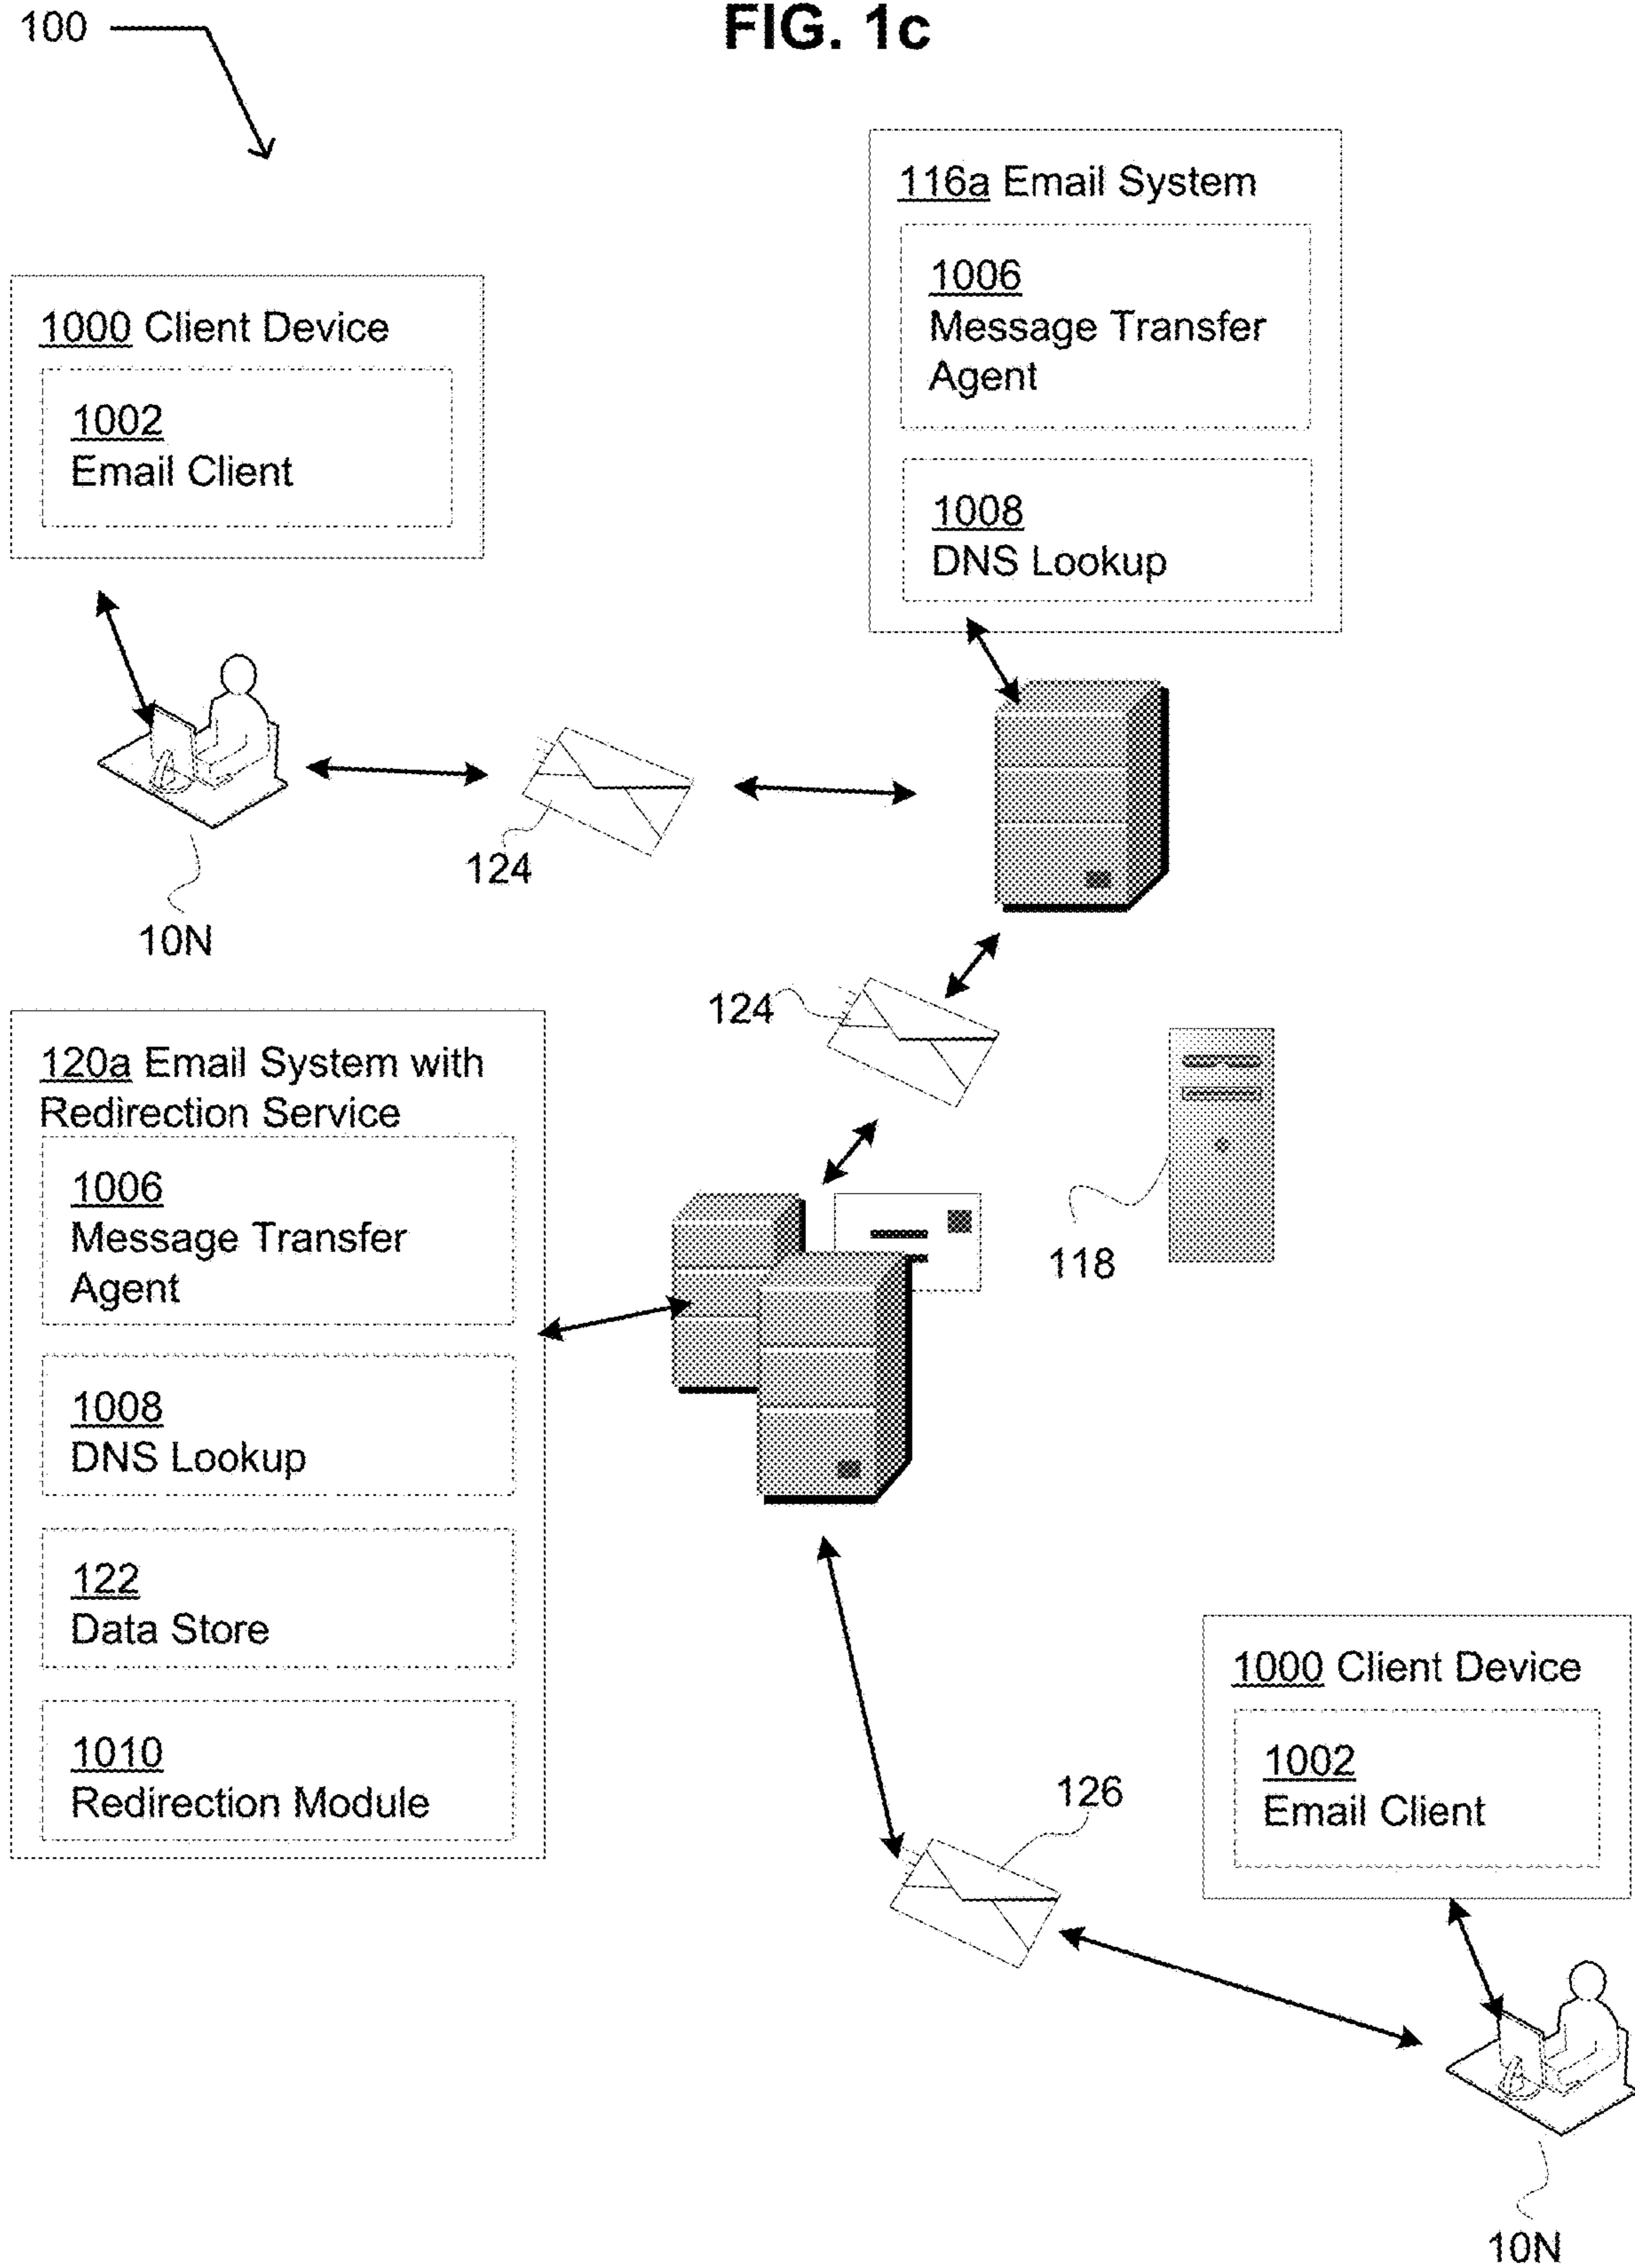 FIG. 1c
100
116a Email System
1006
Message Transfer
Agent
1008
DNS Lookup
1000 Client Device
1002
Email Client
124
10N
124
118
120a Email System with
Redirection Service
1006
Message Transfer
Agent
1008
DNS Lookup
122
Data Store
1010
Redirection Module
1000 Client Device
1002
Email Client
126
10N